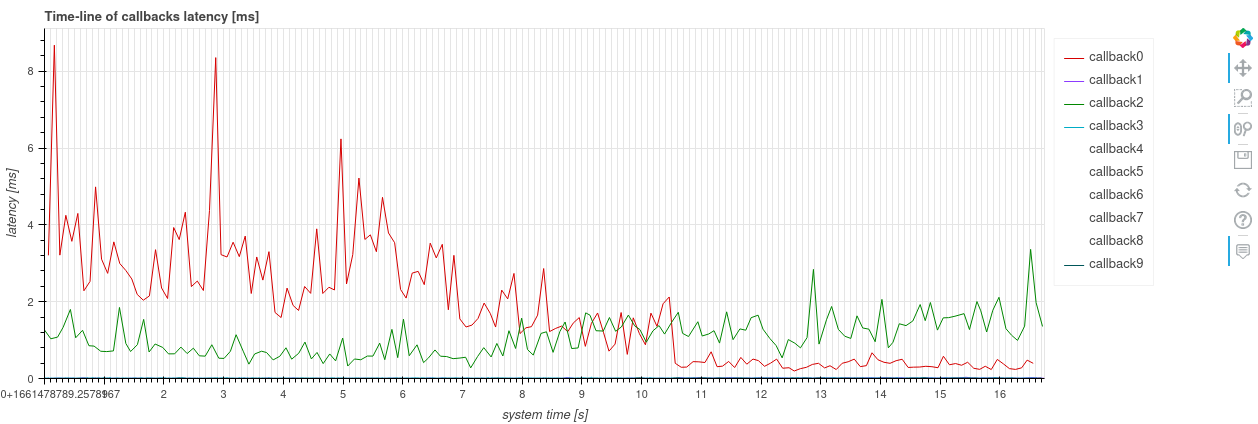 Time-line of callbacks latency [ms]
8
6
4
2
0
latency [ms]
0+1661478789.2578967
2
3
4
5
6
7
8
9
10
11
12
13
14
15
16
system time [s]
callback0
callback1
callback2
callback3
callback4
callback5
callback6
callback7
callback8
callback9